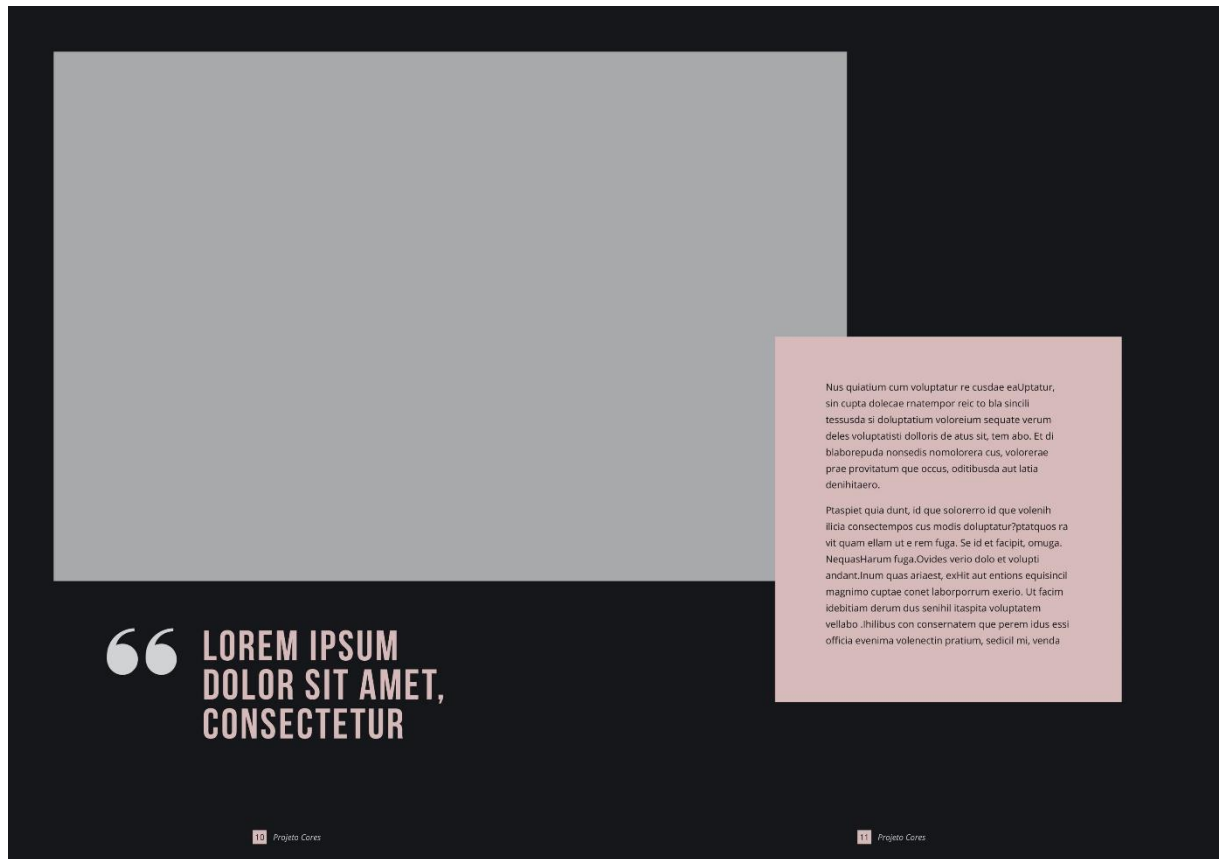 Nus quiatium cum voluptatur re cusdae eaUptatur,
sin cupta dolecae rnatempor reic to bla sincili
tessusda si doluptatium voloreium sequate verum
deles voluptatisti dolloris de atus sit, tem abo. Et di
blaborepuda nonsedis nomolorera cus, volorerae
prae provitatum que occus, oditibusda aut latia
denihitaero.
Ptaspiet quia dunt, id que solorerro id que volenih
ilicia consectempos cus modis doluptatur?ptatquos ra
vit quam ellam ut e rem fuga. Se id et facipit, omuga.
NequasHarum fuga.Ovides verio dolo et volupti
andant.Inum quas ariaest, exHit aut entions equisincil
magnimo cuptae conet laborporrum exerio. Ut facim
idebitiam derum dus senihil itaspita voluptatem
vellabo .Ihilibus con consernatem que perem idus essi
officia evenima volenectin pratium, sedicil mi, venda
“ LOREM IPSUM
DOLOR SIT AMET,
CONSECTETUR
10 Projeto Cores
11 Projeto Cores